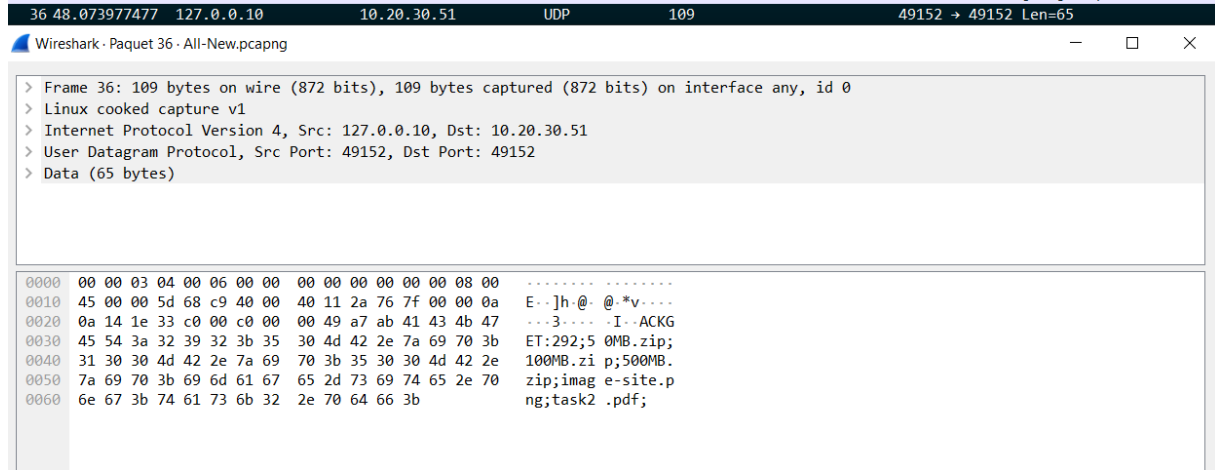 36 48.073977477 127.0.0.10 10.20.30.51 UDP 109 49152 → 49152 Len=65
Wireshark · Paquet 36 · All-New.pcapng
> Frame 36: 109 bytes on wire (872 bits), 109 bytes captured (872 bits) on interface any, id 0
> Linux cooked capture v1
> Internet Protocol Version 4, Src: 127.0.0.10, Dst: 10.20.30.51
> User Datagram Protocol, Src Port: 49152, Dst Port: 49152
> Data (65 bytes)
0000 00 00 03 04 00 06 00 00 00 00 00 00 00 00 08 00 ········ ········
0010 45 00 00 5d 68 c9 40 00 40 11 2a 76 7f 00 00 0a E··]h·@· @·*v····
0020 0a 14 1e 33 c0 00 c0 00 00 49 a7 ab 41 43 4b 47 ···3···· ·I··ACKG
0030 45 54 3a 32 39 32 3b 35 30 4d 42 2e 7a 69 70 3b ET:292;5 0MB.zip;
0040 31 30 30 4d 42 2e 7a 69 70 3b 35 30 30 4d 42 2e 100MB.zi p;500MB.
0050 7a 69 70 3b 69 6d 61 67 65 2d 73 69 74 65 2e 70 zip;imag e-site.p
0060 6e 67 3b 74 61 73 6b 32 2e 70 64 66 3b ng;task2 .pdf;